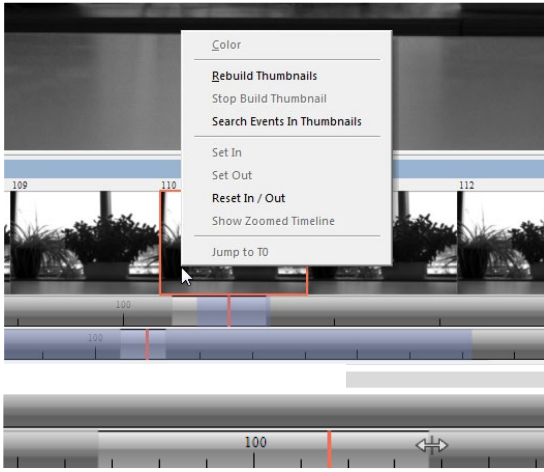 Color
Rebuild Thumbnails
Stop Build Thumbnail
Search Events In Thumbnails
Set In
Set Out
Reset In / Out
Show Zoomed Timeline
Jump to T0
109 110 112
100
100
100